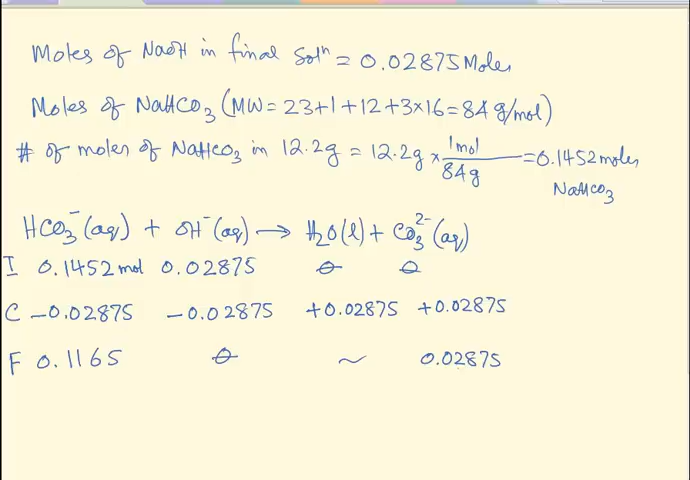 Moles of NaOH in final Solⁿ = 0.02875 Moles
Moles of NaHCO₃ (MW = 23+1+12+3×16 = 84 g/mol)
# of moles of NaHCO₃ in 12.2g = 12.2g × 1mol/84g = 0.1452 moles NaHCO₃
HCO₃⁻(aq) + OH⁻(aq) → H₂O(l) + CO₃²⁻(aq)
I 0.1452 mol 0.02875 0 0
C −0.02875 −0.02875 +0.02875 +0.02875
F 0.1165 0 ~ 0.02875